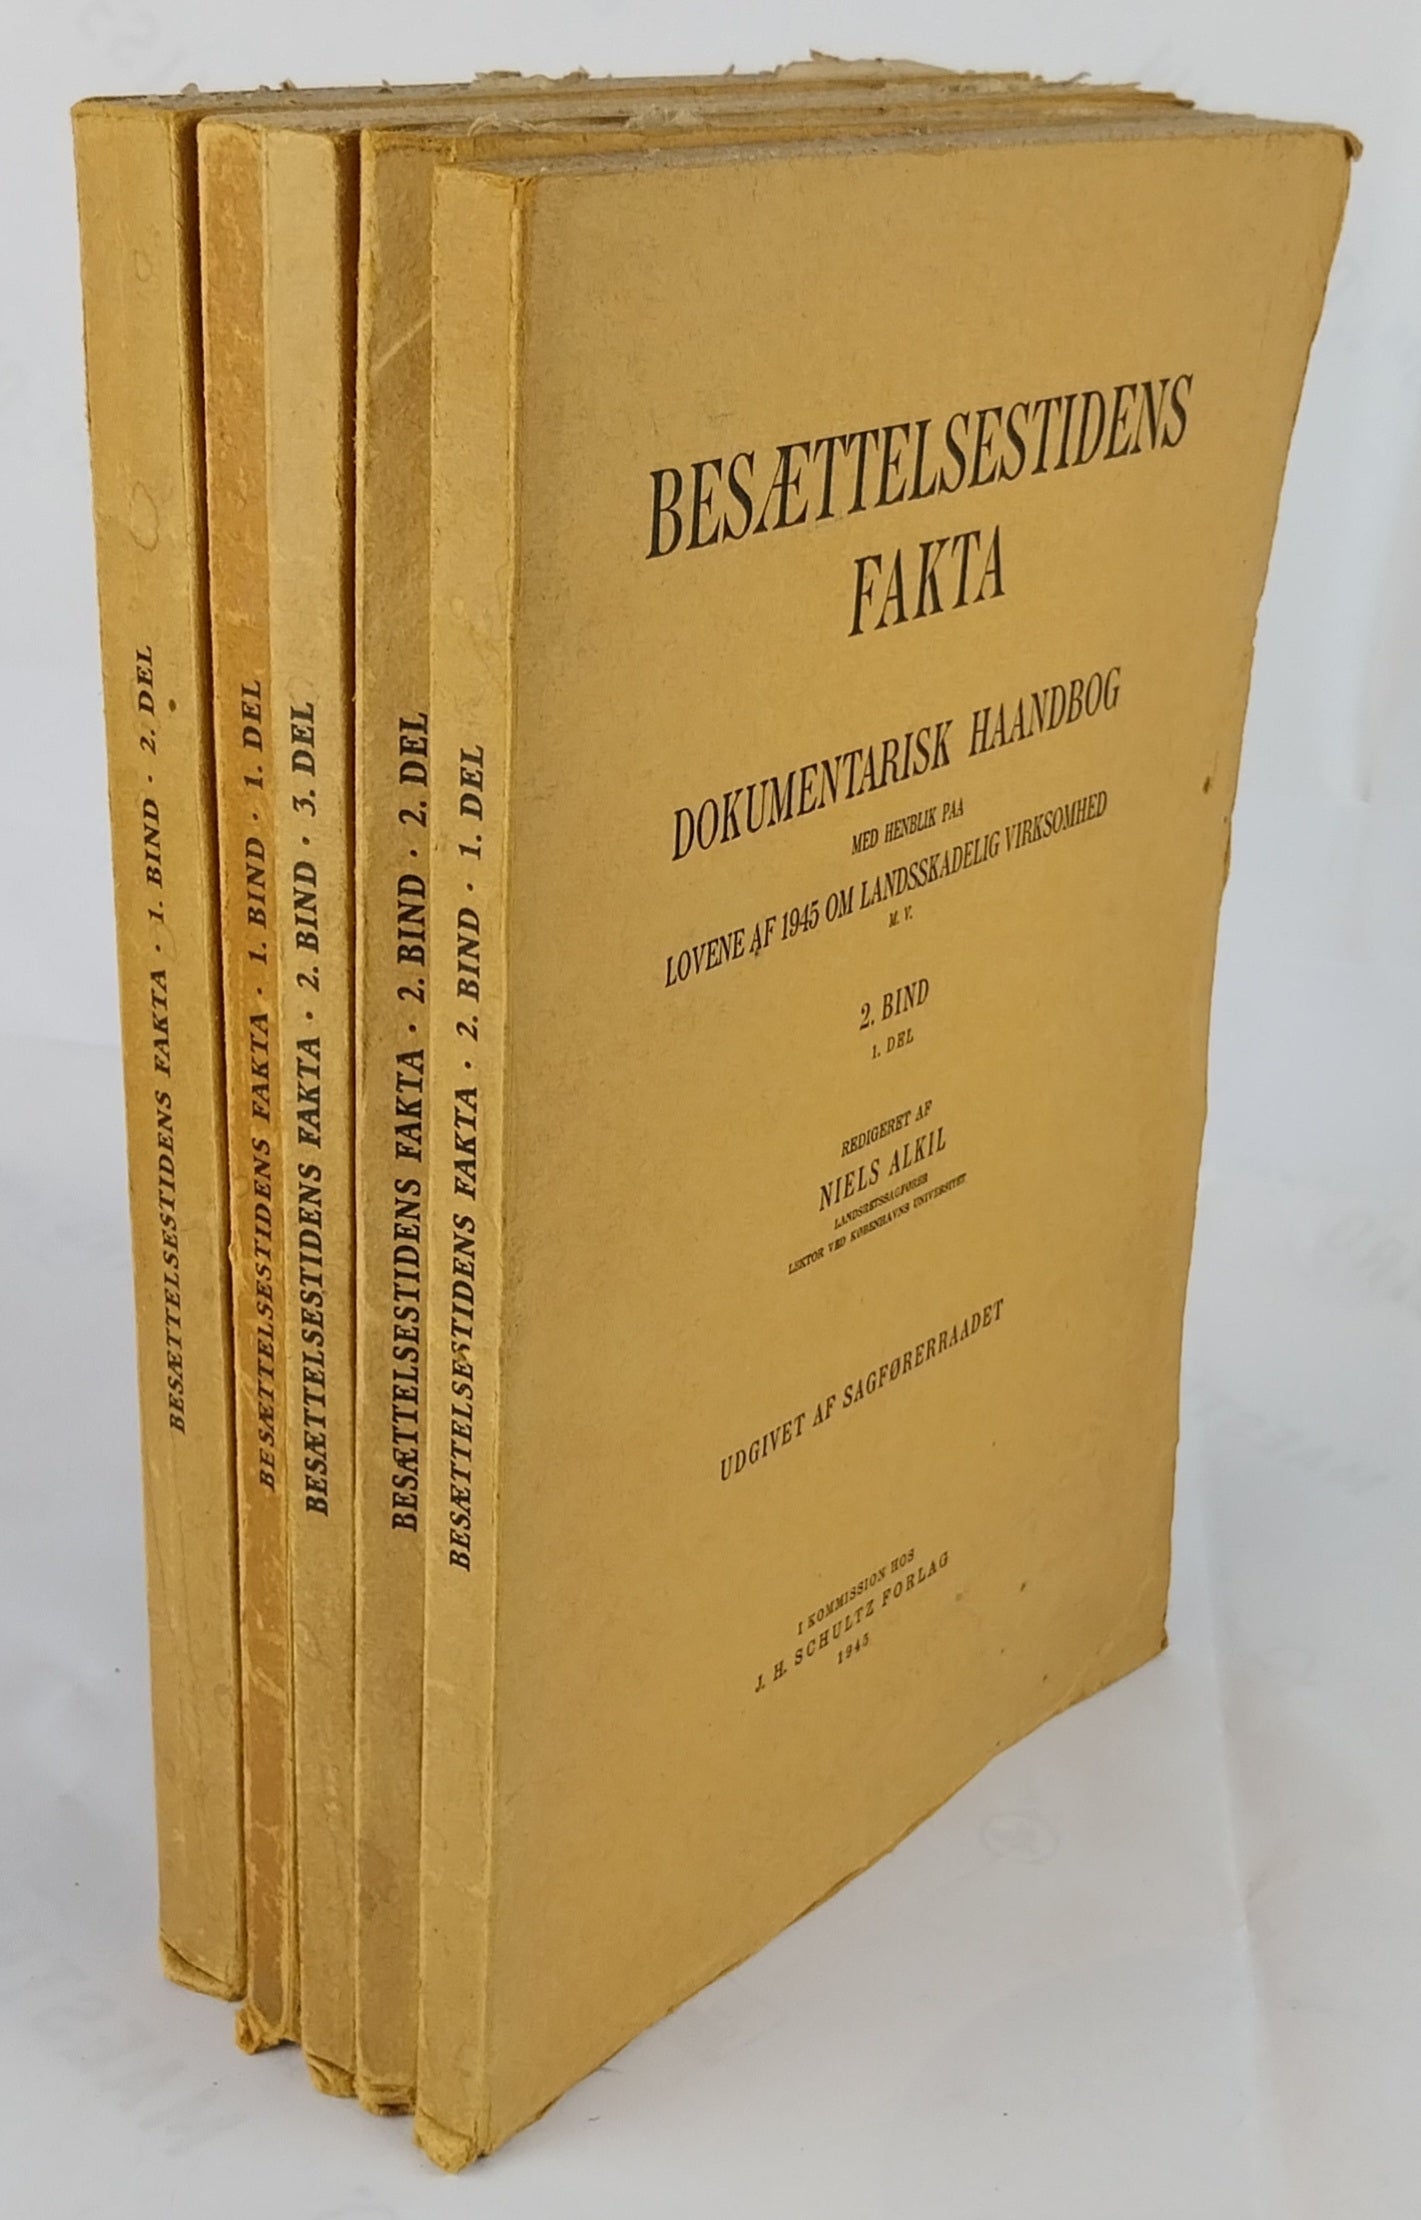 BESÆTTELSESTIDENS FAKTA · 1. BIND · 2. DEL
BESÆTTELSESTIDENS FAKTA · 1. BIND · 1. DEL
BESÆTTELSESTIDENS FAKTA · 2. BIND · 3. DEL
BESÆTTELSESTIDENS FAKTA · 2. BIND · 2. DEL
BESÆTTELSESTIDENS FAKTA · 2. BIND · 1. DEL
BESÆTTELSESTIDENS
FAKTA
DOKUMENTARISK HAANDBOG
MED HENBLIK PAA
LOVENE AF 1945 OM LANDSSKADELIG VIRKSOMHED
M. V.
2. BIND
1. DEL
REDIGERET AF
NIELS ALKIL
LANDSRETSSAGFØRER
LEKTOR VED KØBENHAVNS UNIVERSITET
UDGIVET AF SAGFØRERRAADET
I KOMMISSION HOS
J. H. SCHULTZ FORLAG
1945